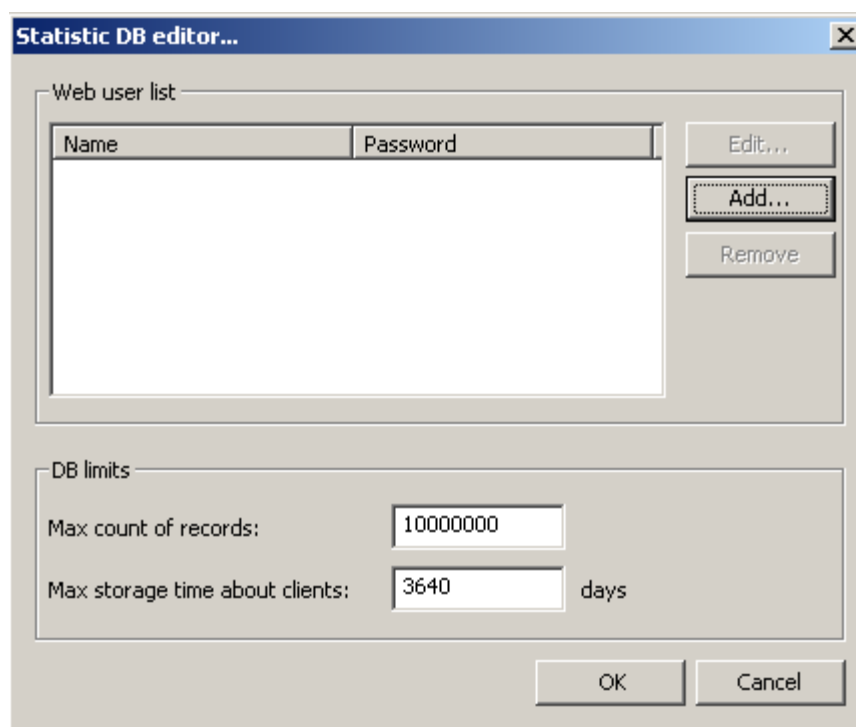 Statistic DB editor...
Web user list
Name Password
Edit...
Add...
Remove
DB limits
Max count of records: 10000000
Max storage time about clients: 3640 days
OK Cancel